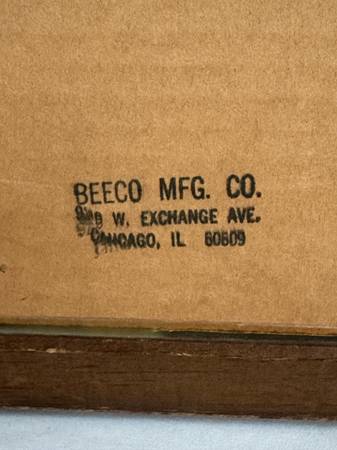 BEECO MFG. CO.
W. EXCHANGE AVE.
CHICAGO, IL 60609